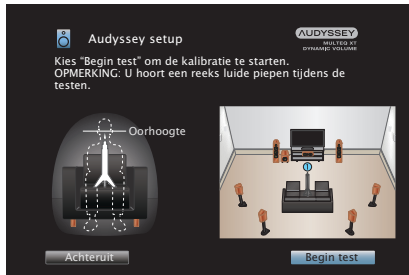 Audyssey setup
AUDYSSEY
MULTEQ XT
DYNAMIC VOLUME
Kies “Begin test” om de kalibratie te starten.
OPMERKING: U hoort een reeks luide piepen tijdens de
testen.
Oorhoogte
1
Achteruit
Begin test